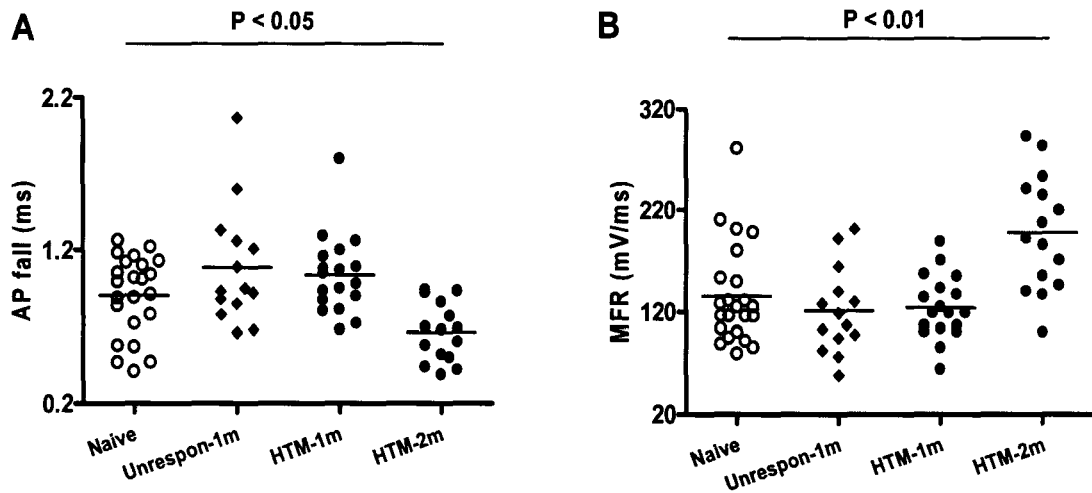 A
P < 0.05
AP fall (ms)
2.2
1.2
0.2
Naive
Unrespon-1m
HTM-1m
HTM-2m
B
P < 0.01
MFR (mV/ms)
320
220
120
20
Naive
Unrespon-1m
HTM-1m
HTM-2m